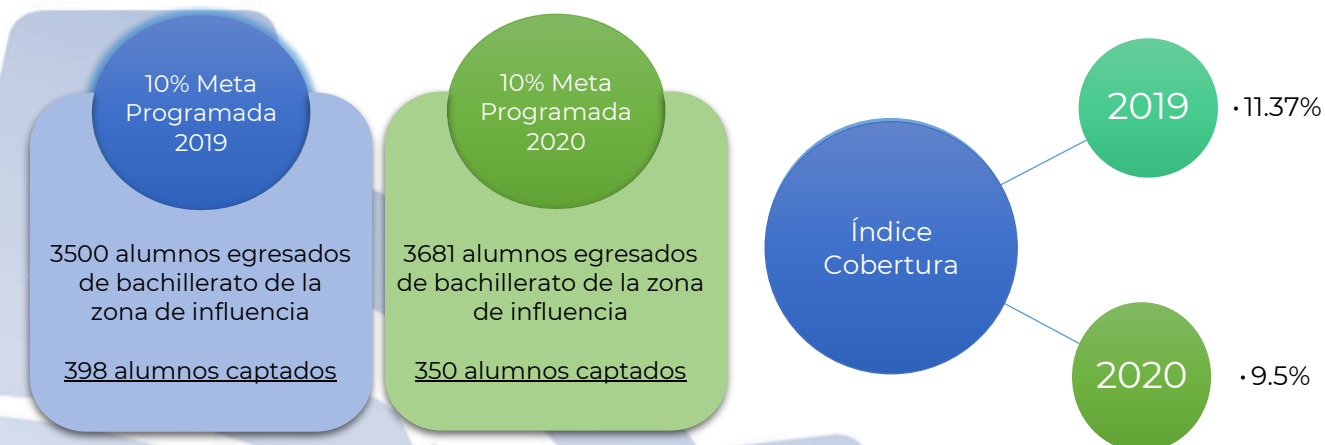 10% Meta
Programada
2019
3500 alumnos egresados
de bachillerato de la
zona de influencia
398 alumnos captados
10% Meta
Programada
2020
3681 alumnos egresados
de bachillerato de la zona
de influencia
350 alumnos captados
Índice
Cobertura
2019
• 11.37%
2020
• 9.5%